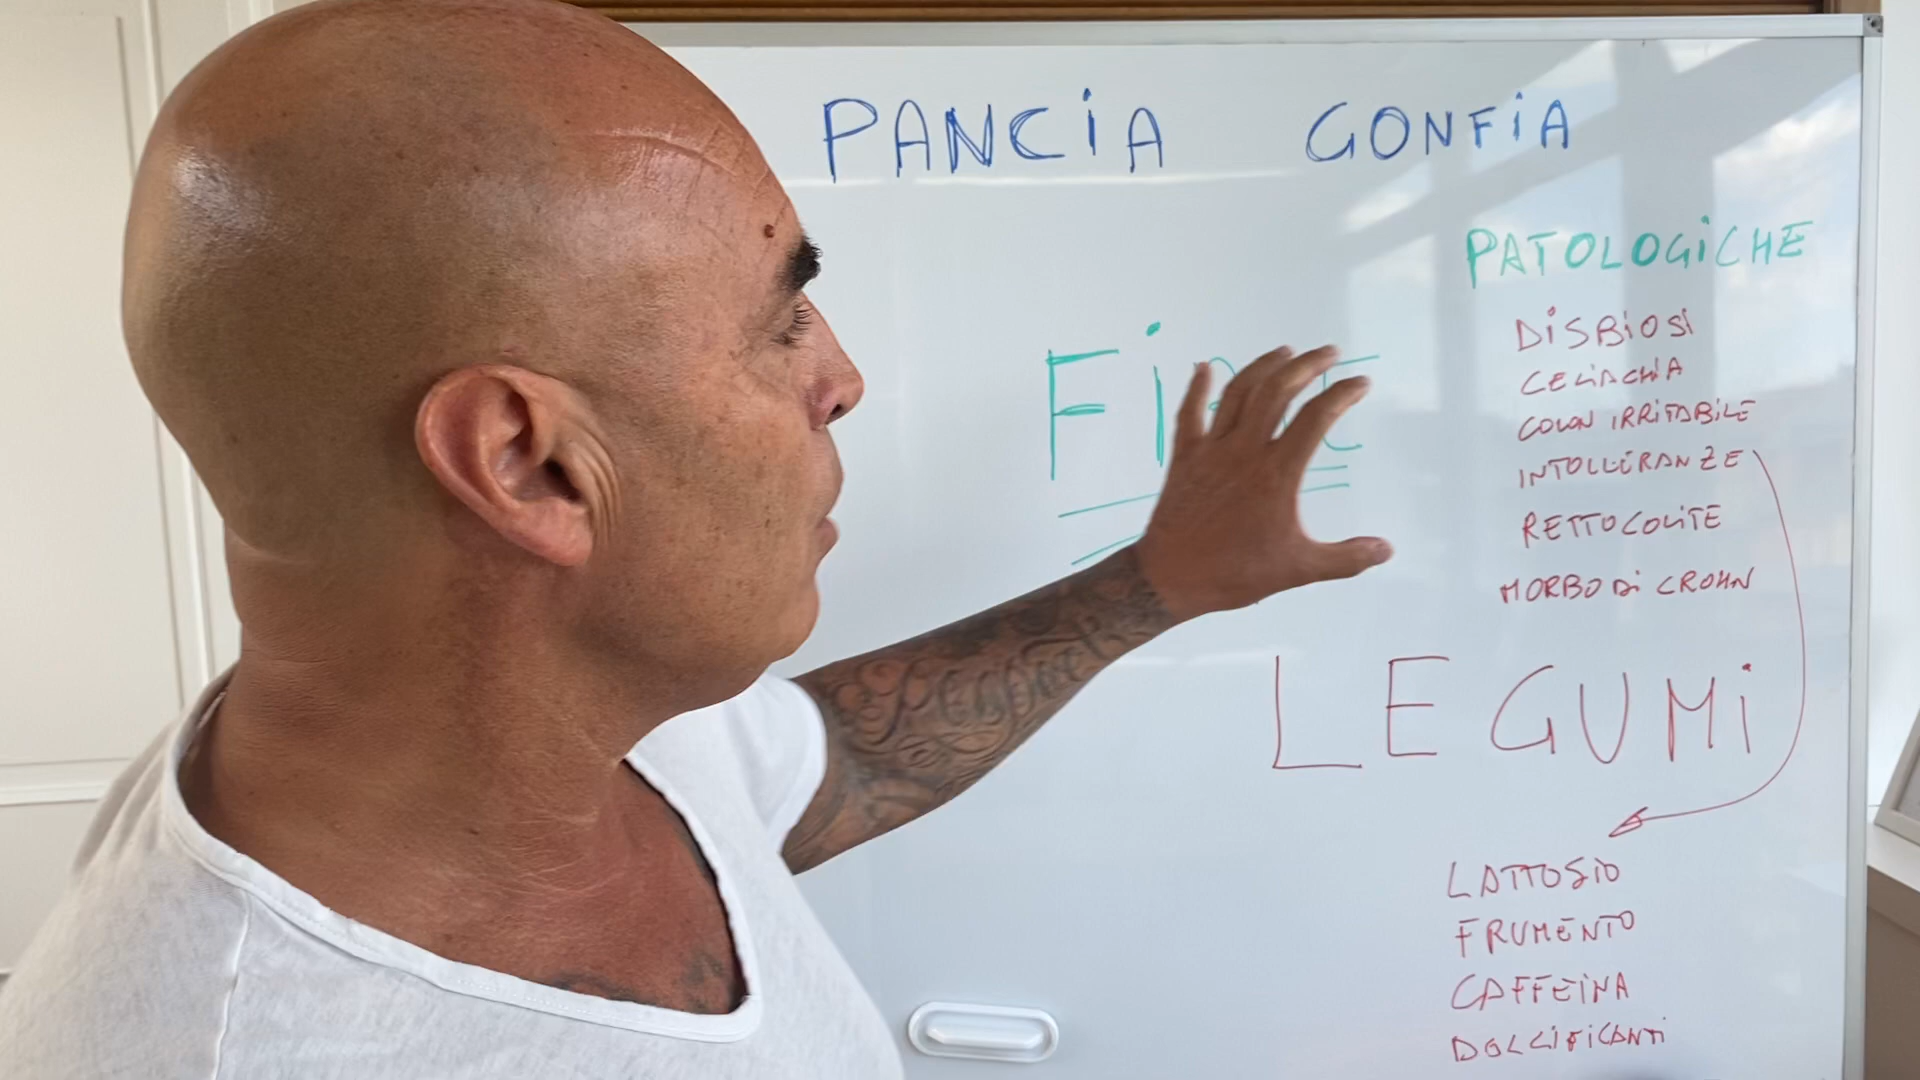 PANCIA GONFIA
PATOLOGICHE
DISBIOSI
CELIACHIA
COLON IRRITABILE
INTOLLERANZE
RETTOCOLITE
MORBO DI CROHN
LEGUMI
LATTOSIO
FRUMENTO
CAFFEINA
DOLCIFICANTI